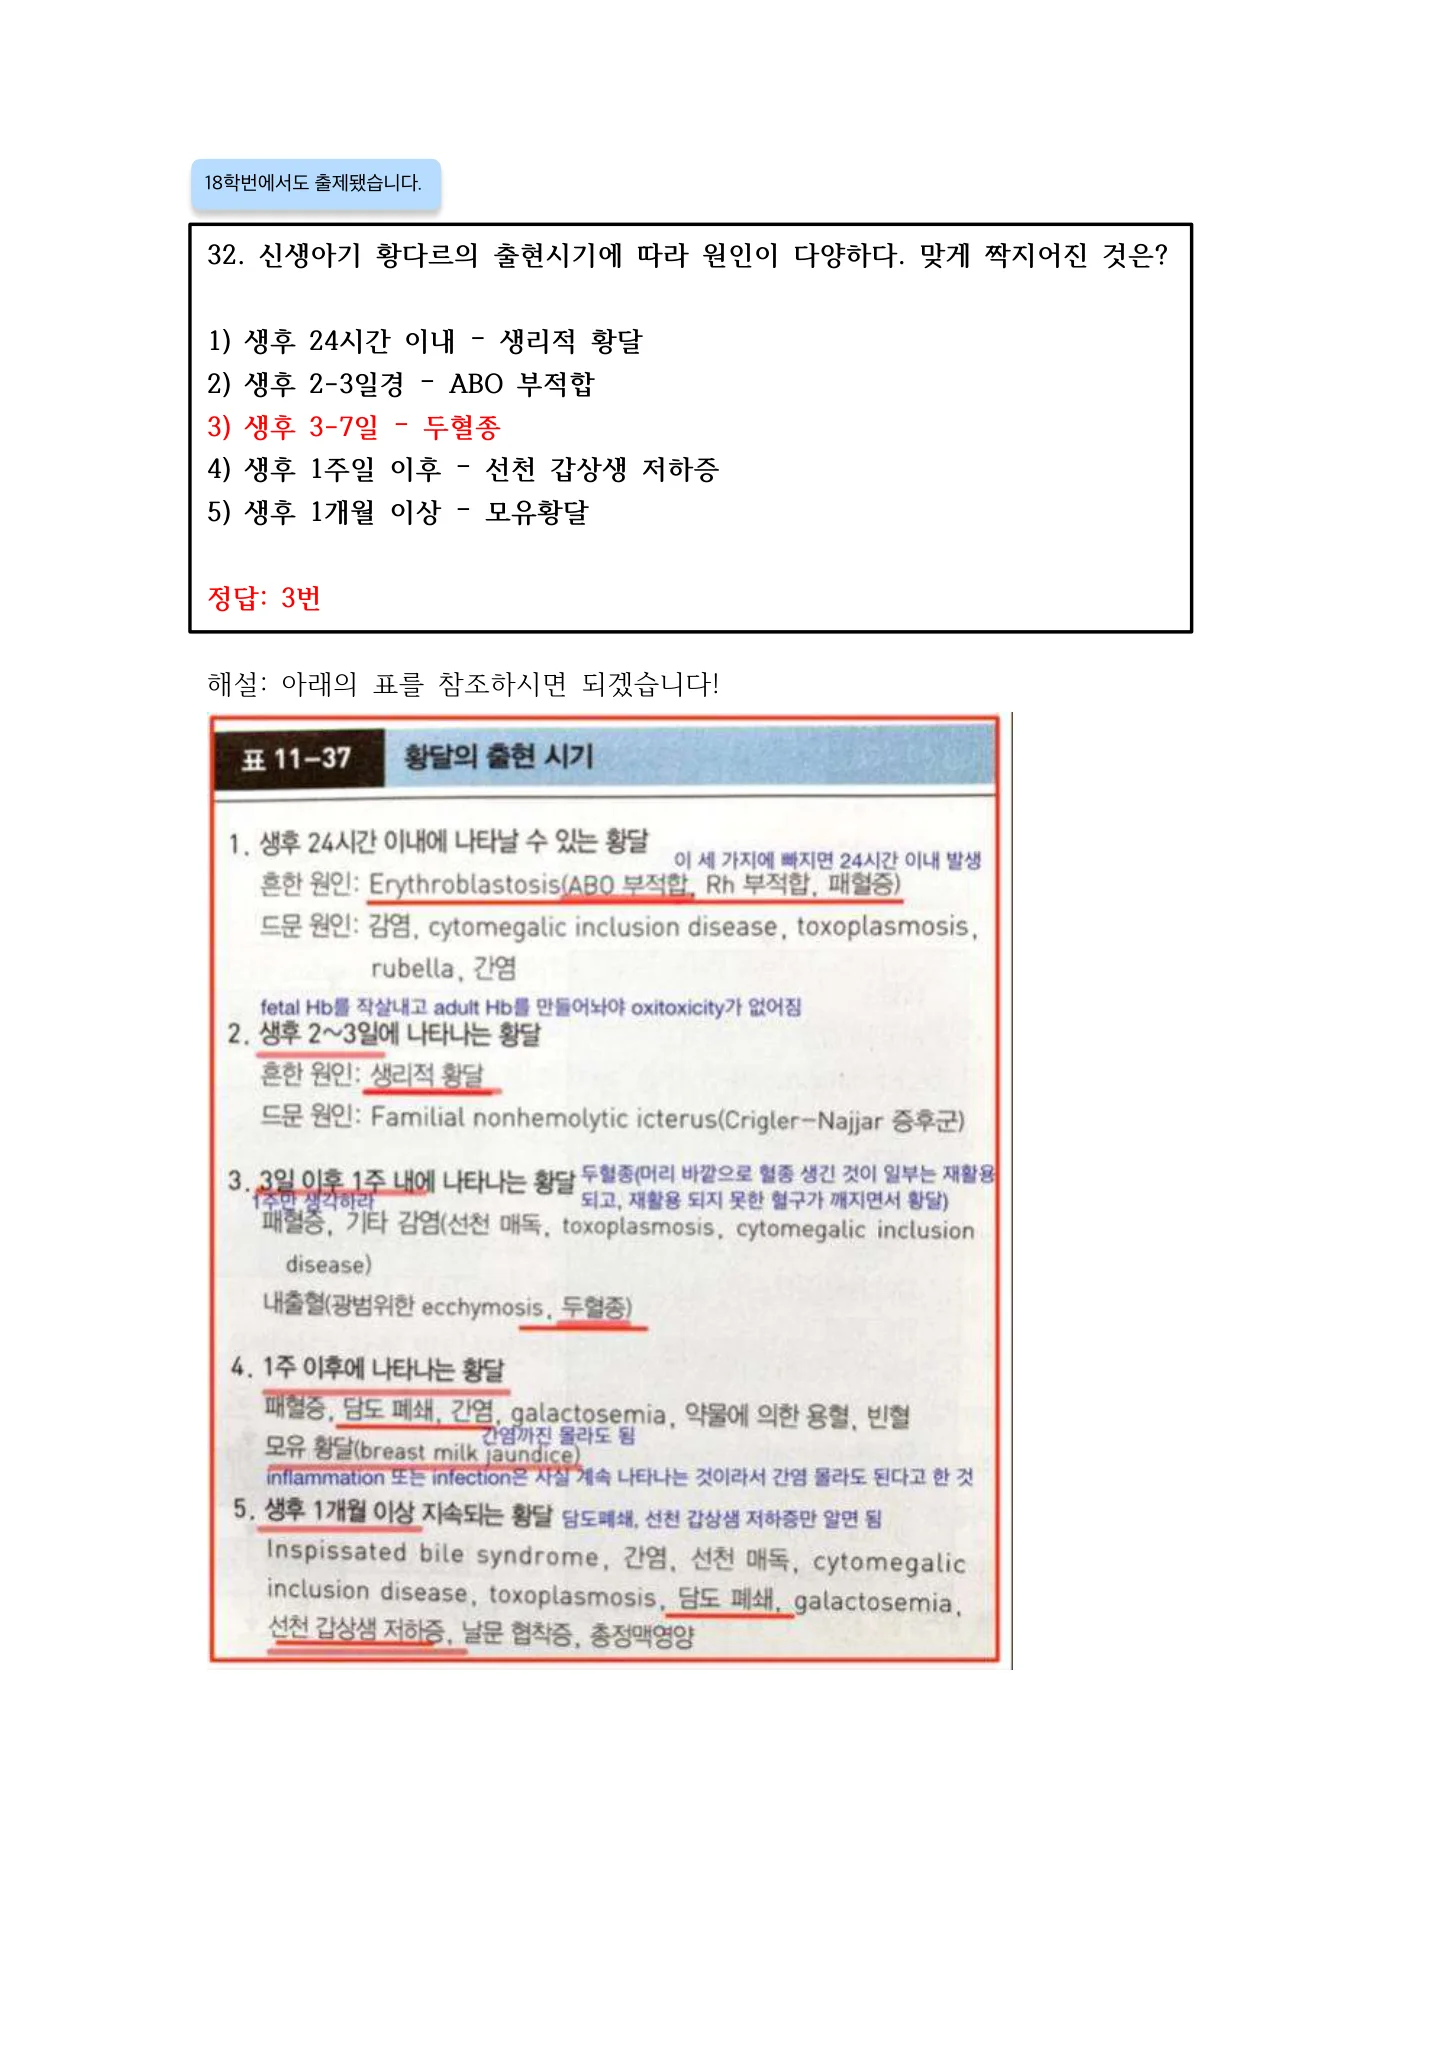 18학번에서도 출제됐습니다.
32. 신생아기 황다르의 출현시기에 따라 원인이 다양하다. 맞게 짝지어진 것은?
1) 생후 24시간 이내 - 생리적 황달
2) 생후 2-3일경 - ABO 부적합
3) 생후 3-7일 - 두혈종
4) 생후 1주일 이후 - 선천 갑상생 저하증
5) 생후 1개월 이상 - 모유황달
정답: 3번
해설: 아래의 표를 참조하시면 되겠습니다!
표 11-37 황달의 출현 시기
1. 생후 24시간 이내에 나타날 수 있는 황달
이 세 가지에 빠지면 24시간 이내 발생
흔한 원인: Erythroblastosis(ABO 부적합, Rh 부적합, 패혈증)
드문 원인: 감염, cytomegalic inclusion disease, toxoplasmosis,
rubella, 간염
fetal Hb를 작살내고 adult Hb를 만들어놔야 oxitoxicity가 없어짐
2. 생후 2~3일에 나타나는 황달
흔한 원인: 생리적 황달
드문 원인: Familial nonhemolytic icterus(Crigler-Najjar 증후군)
3. 3일 이후 1주 내에 나타나는 황달 두혈종(머리 바깥으로 혈종 생긴 것이 일부는 재활용
1주만 생각하라 되고, 재활용 되지 못한 혈구가 깨지면서 황달)
패혈증, 기타 감염(선천 매독, toxoplasmosis, cytomegalic inclusion
disease)
내출혈(광범위한 ecchymosis, 두혈종)
4. 1주 이후에 나타나는 황달
패혈증, 담도 폐쇄, 간염, galactosemia, 약물에 의한 용혈, 빈혈
간염까진 몰라도 됨
모유 황달(breast milk jaundice)
inflammation 또는 infection은 사실 계속 나타나는 것이라서 간염 몰라도 된다고 한 것
5. 생후 1개월 이상 지속되는 황달 담도폐쇄, 선천 갑상샘 저하증만 알면 됨
Inspissated bile syndrome, 간염, 선천 매독, cytomegalic
inclusion disease, toxoplasmosis, 담도 폐쇄, galactosemia,
선천 갑상샘 저하증, 날문 협착증, 총정맥영양